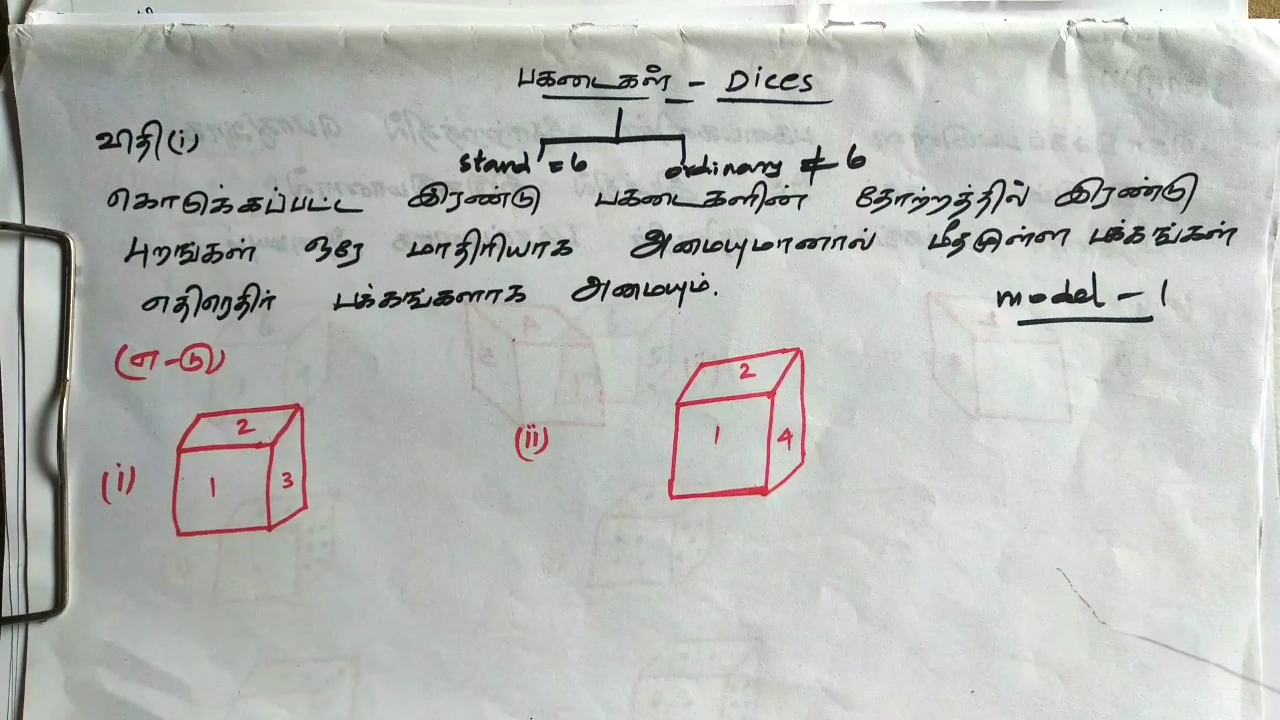 பகடைகள் - Dices
விதி(i)
stand = 6 ordinary ≠ 6
கொடுக்கப்பட்ட இரண்டு பகடைகளின் தோற்றத்தில் இரண்டு
புறங்கள் ஒரே மாதிரியாக அமையுமானால் மீதமுள்ள பக்கங்கள்
எதிரெதிர் பக்கங்களாக அமையும்.
model - 1
(எ-டு)
(i) 2 1 3
(ii) 2 1 4